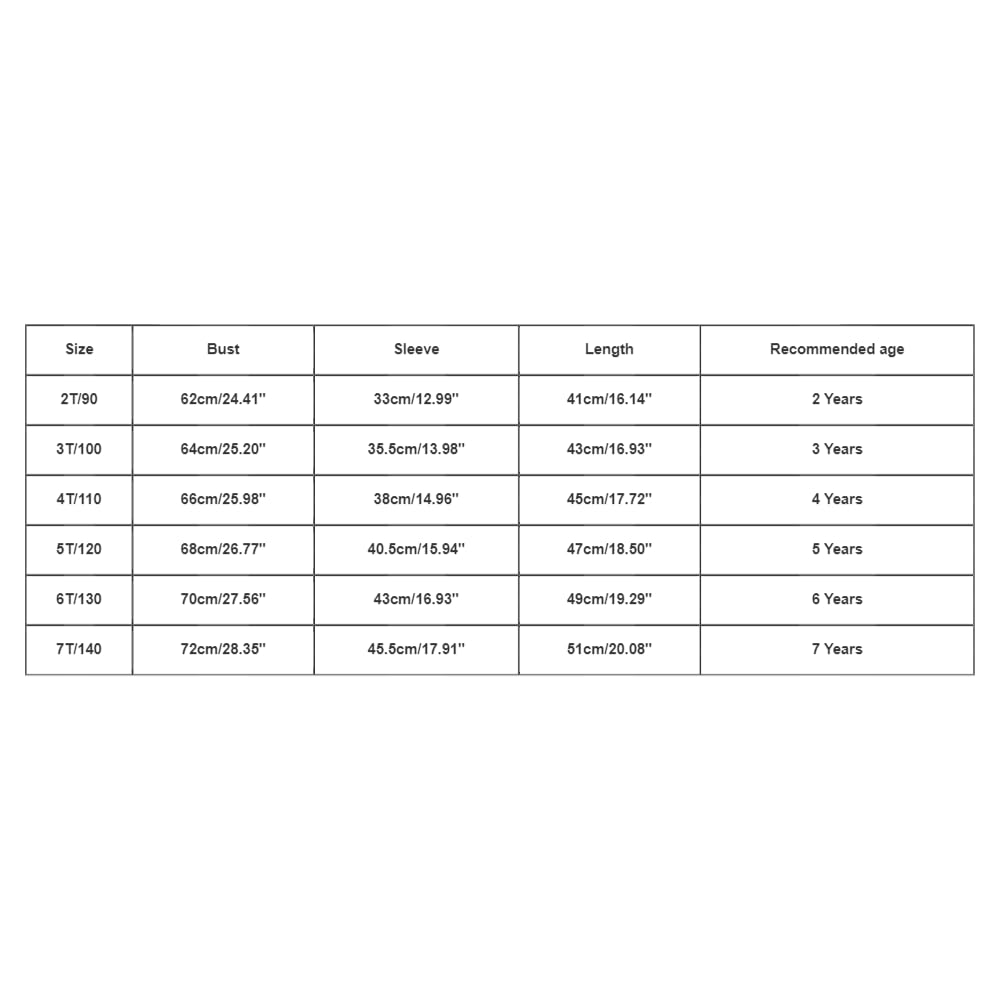 Size Bust Sleeve Length Recommended age
2T/90 62cm/24.41'' 33cm/12.99'' 41cm/16.14'' 2 Years
3T/100 64cm/25.20'' 35.5cm/13.98'' 43cm/16.93'' 3 Years
4T/110 66cm/25.98'' 38cm/14.96'' 45cm/17.72'' 4 Years
5T/120 68cm/26.77'' 40.5cm/15.94'' 47cm/18.50'' 5 Years
6T/130 70cm/27.56'' 43cm/16.93'' 49cm/19.29'' 6 Years
7T/140 72cm/28.35'' 45.5cm/17.91'' 51cm/20.08'' 7 Years